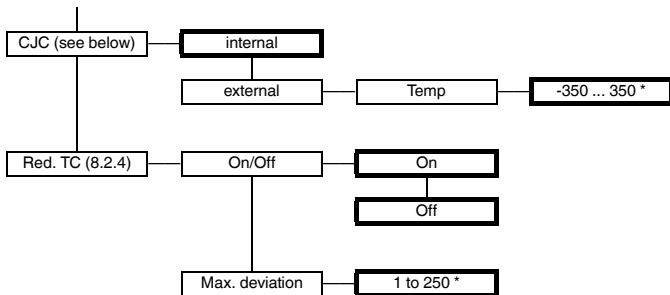 CJC (see below)
internal
external
Temp
-350 ... 350 *
Red. TC (8.2.4)
On/Off
On
Off
Max. deviation
1 to 250 *